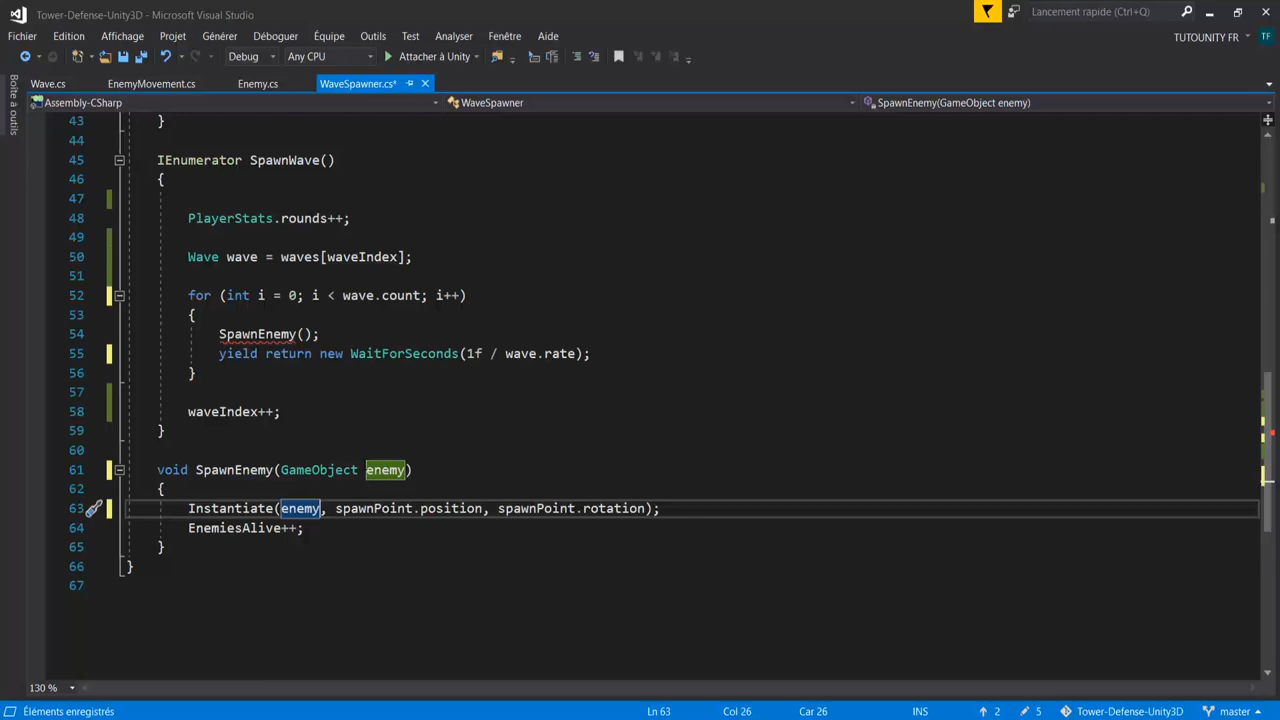 Tower-Defense-Unity3D - Microsoft Visual Studio
Lancement rapide (Ctrl+Q)
Fichier Edition Affichage Projet Générer Déboguer Équipe Outils Test Analyser Fenêtre Aide
TUTOUNITY FR TF
Debug Any CPU Attacher à Unity
Boîte à outils
Wave.cs EnemyMovement.cs Enemy.cs WaveSpawner.cs*
Assembly-CSharp WaveSpawner SpawnEnemy(GameObject enemy)
43 }
44
45 IEnumerator SpawnWave()
46 {
47
48 PlayerStats.rounds++;
49
50 Wave wave = waves[waveIndex];
51
52 for (int i = 0; i < wave.count; i++)
53 {
54 SpawnEnemy();
55 yield return new WaitForSeconds(1f / wave.rate);
56 }
57
58 waveIndex++;
59 }
60
61 void SpawnEnemy(GameObject enemy)
62 {
63 Instantiate(enemy, spawnPoint.position, spawnPoint.rotation);
64 EnemiesAlive++;
65 }
66 }
67
130 %
Éléments enregistrés Ln 63 Col 26 Car 26 INS 2 5 Tower-Defense-Unity3D master